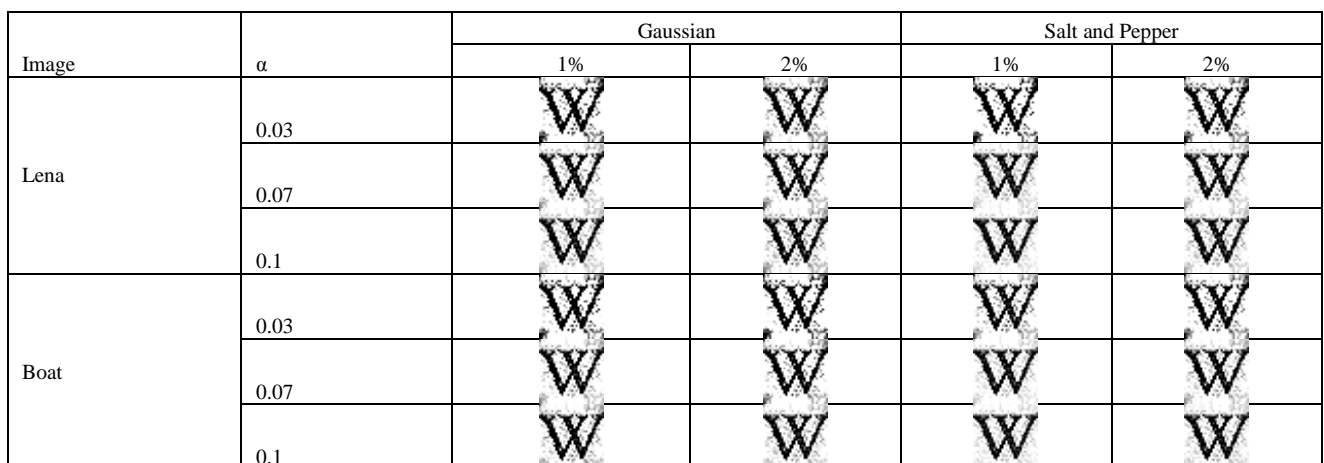 Gaussian Salt and Pepper
Image α 1% 2% 1% 2%
W W W W
0.03
Lena
W W W W
0.07
W W W W
0.1
W W W W
0.03
Boat
W W W W
0.07
W W W W
0.1